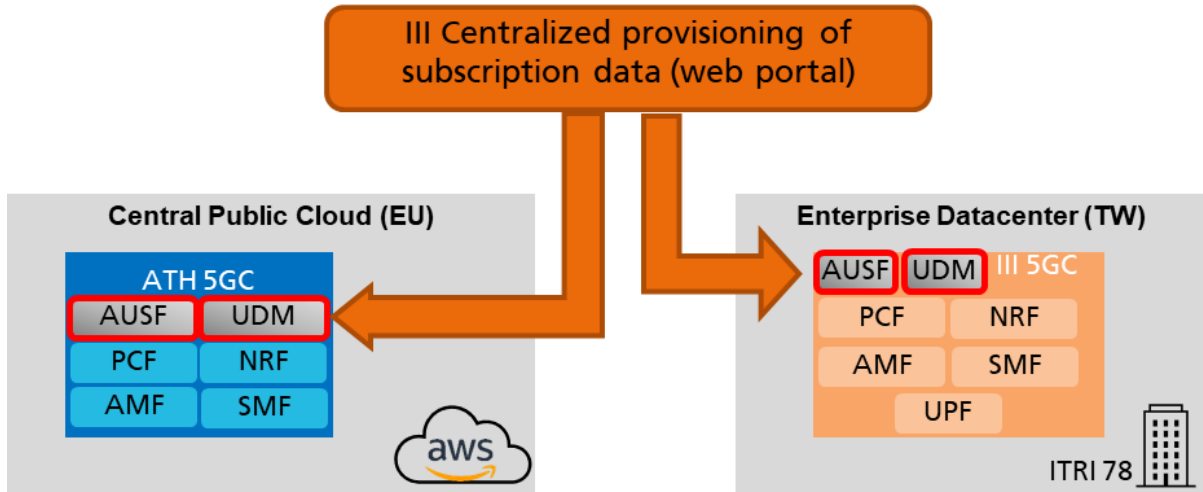 III Centralized provisioning of
subscription data (web portal)
Central Public Cloud (EU)
ATH 5GC
AUSF UDM
PCF NRF
AMF SMF
aws
Enterprise Datacenter (TW)
AUSF UDM III 5GC
PCF NRF
AMF SMF
UPF
ITRI 78